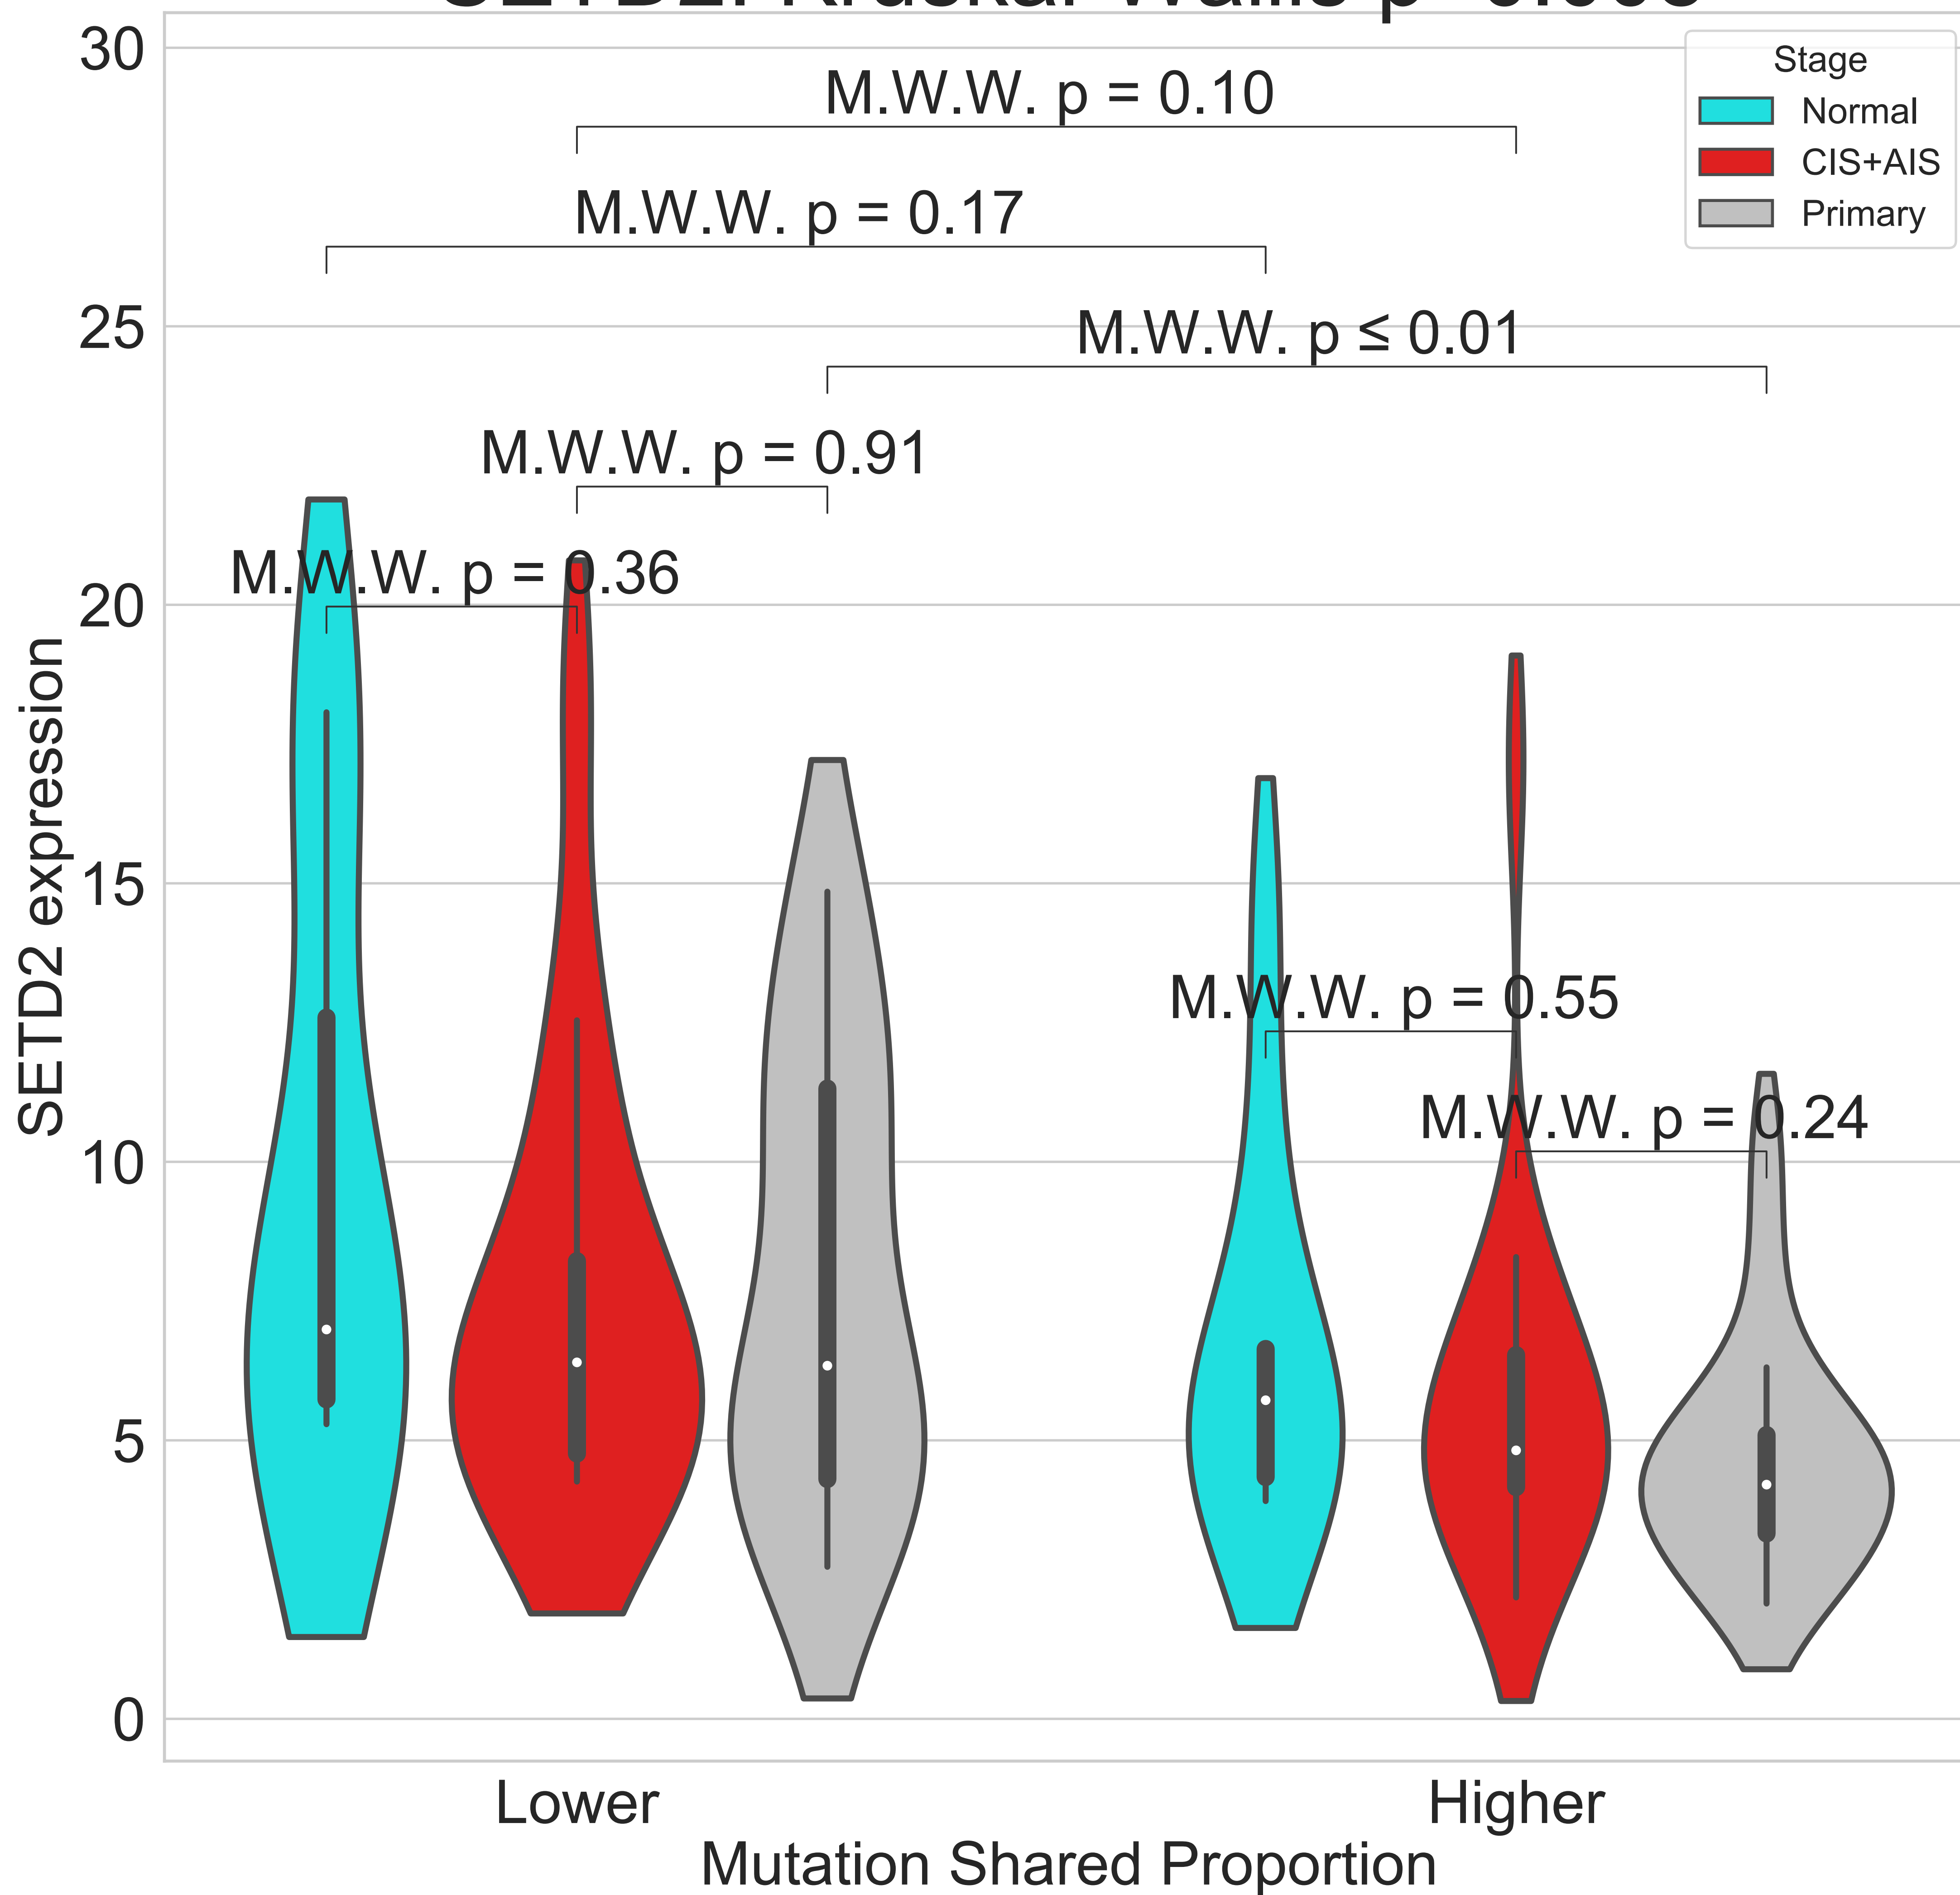 30
25
20
15
10
5
0
SETD2 expression
M.W.W. p = 0.10
M.W.W. p = 0.17
M.W.W. p ≤ 0.01
M.W.W. p = 0.91
M.W.W. p = 0.36
M.W.W. p = 0.55
M.W.W. p = 0.24
Stage
Normal
CIS+AIS
Primary
Lower
Higher
Mutation Shared Proportion